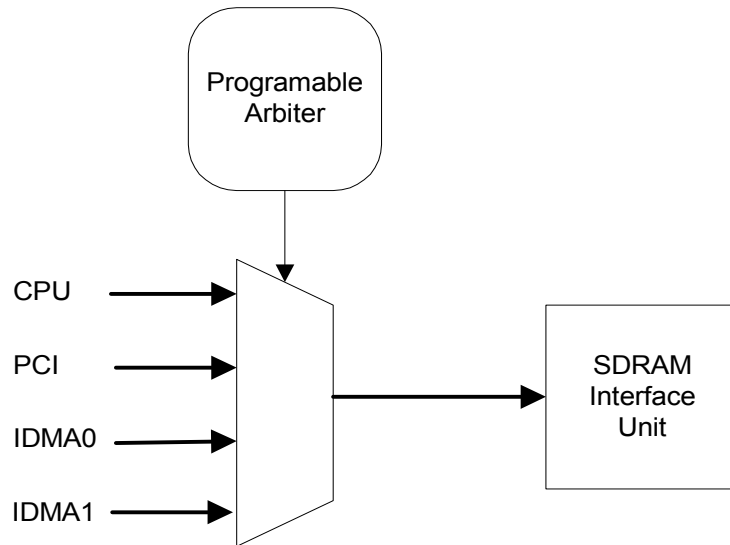 Programable
Arbiter
CPU
PCI
IDMA0
IDMA1
SDRAM
Interface
Unit